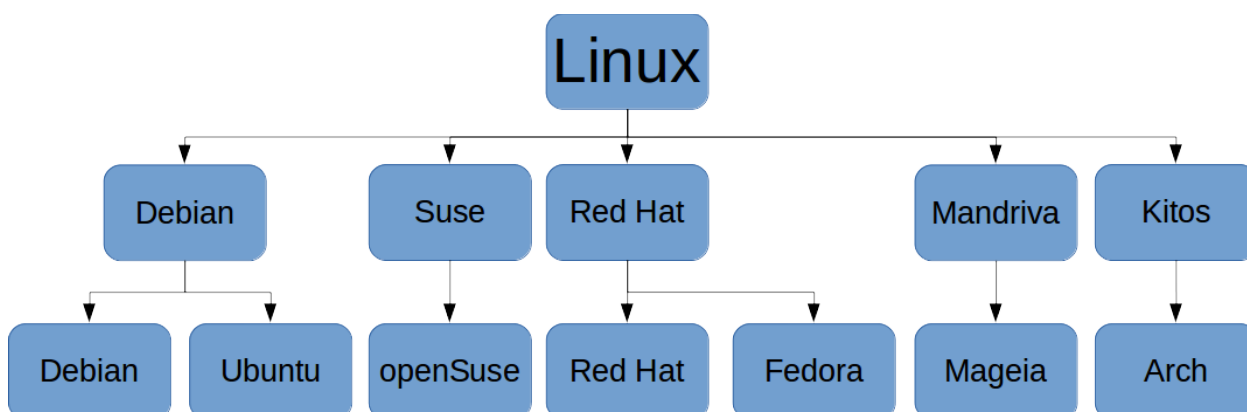 Linux
Debian
Suse
Red Hat
Mandriva
Kitos
Debian
Ubuntu
openSuse
Red Hat
Fedora
Mageia
Arch